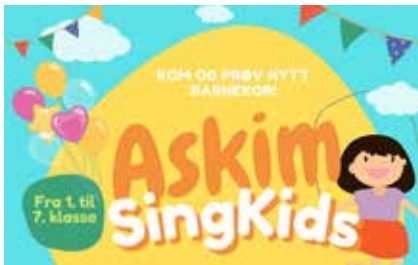 KOM OG PRØV NYTT
BARNEKOR!
Askim
SingKids
Fra 1. til
7. klasse